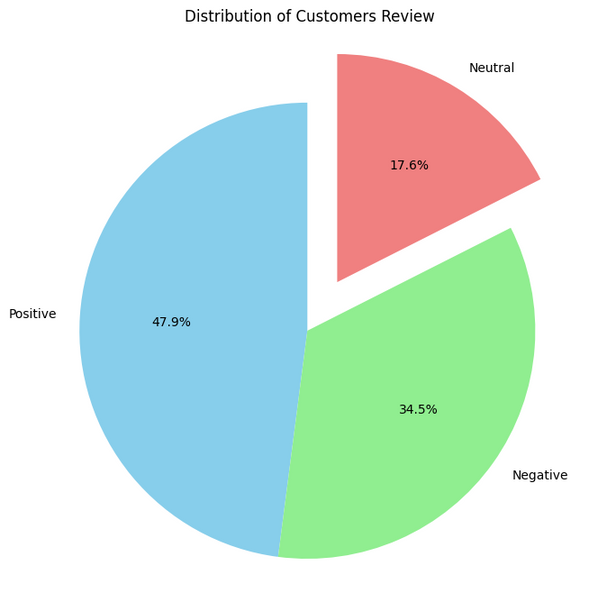 Distribution of Customers Review
Neutral
17.6%
Positive
47.9%
34.5%
Negative